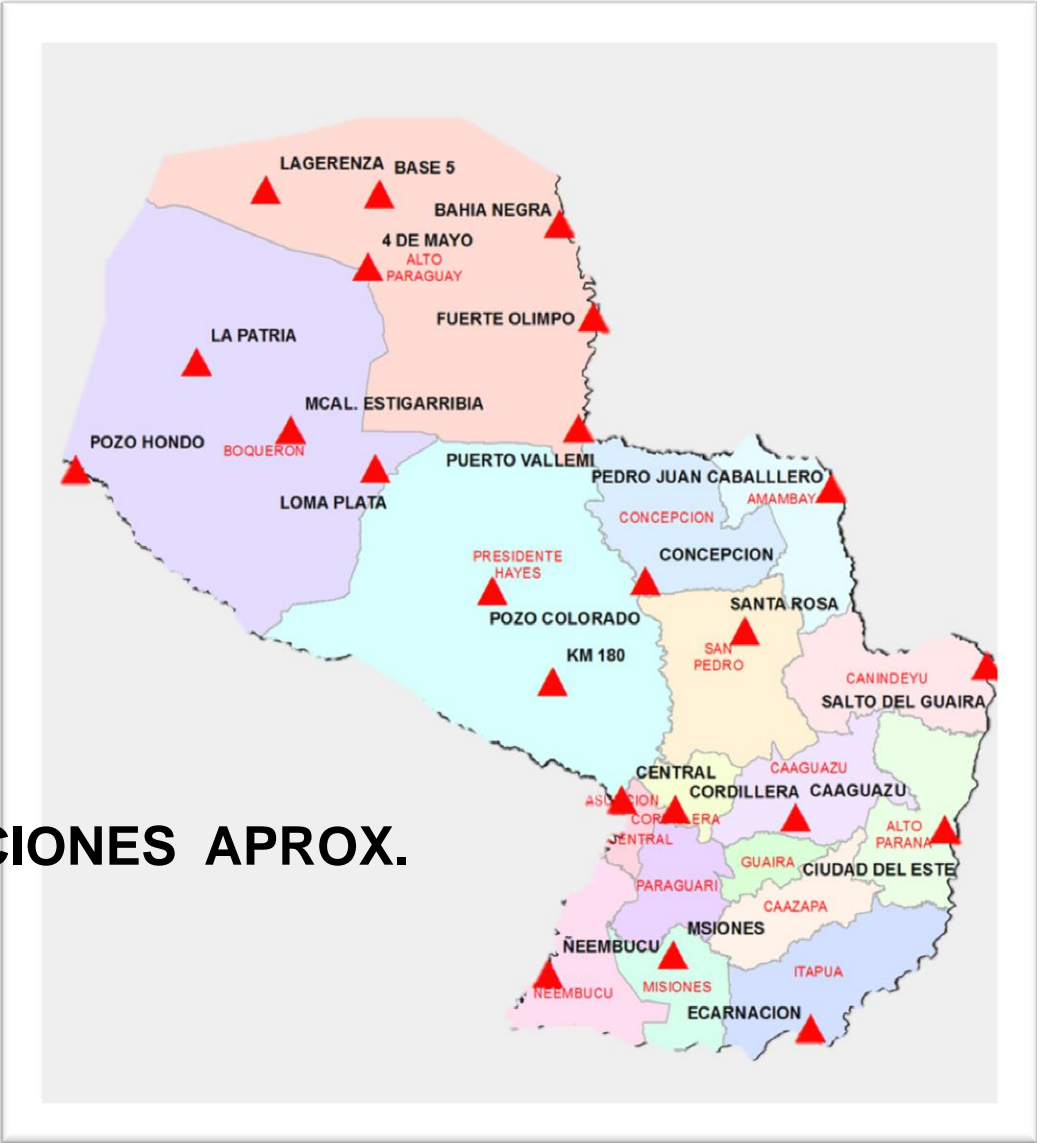 LAGERENZA
BASE 5
BAHIA NEGRA
4 DE MAYO
ALTO
PARAGUAY
FUERTE OLIMPO
LA PATRIA
MCAL. ESTIGARRIBIA
POZO HONDO
BOQUERON
PUERTO VALLEMI
LOMA PLATA
PEDRO JUAN CABALLLERO
AMAMBAY
CONCEPCION
CONCEPCION
PRESIDENTE
HAYES
POZO COLORADO
SANTA ROSA
SAN
PEDRO
KM 180
CANINDEYU
SALTO DEL GUAIRA
CENTRAL
CAAGUAZU
CORDILLERA
CAAGUAZU
CENTRAL
ALTO
PARANA
CIONES APROX.
GUAIRA
CIUDAD DEL ESTE
PARAGUARI
CAAZAPA
MSIONES
ÑEEMBUCU
ITAPUA
MISIONES
ÑEEMBUCU
ECARNACION